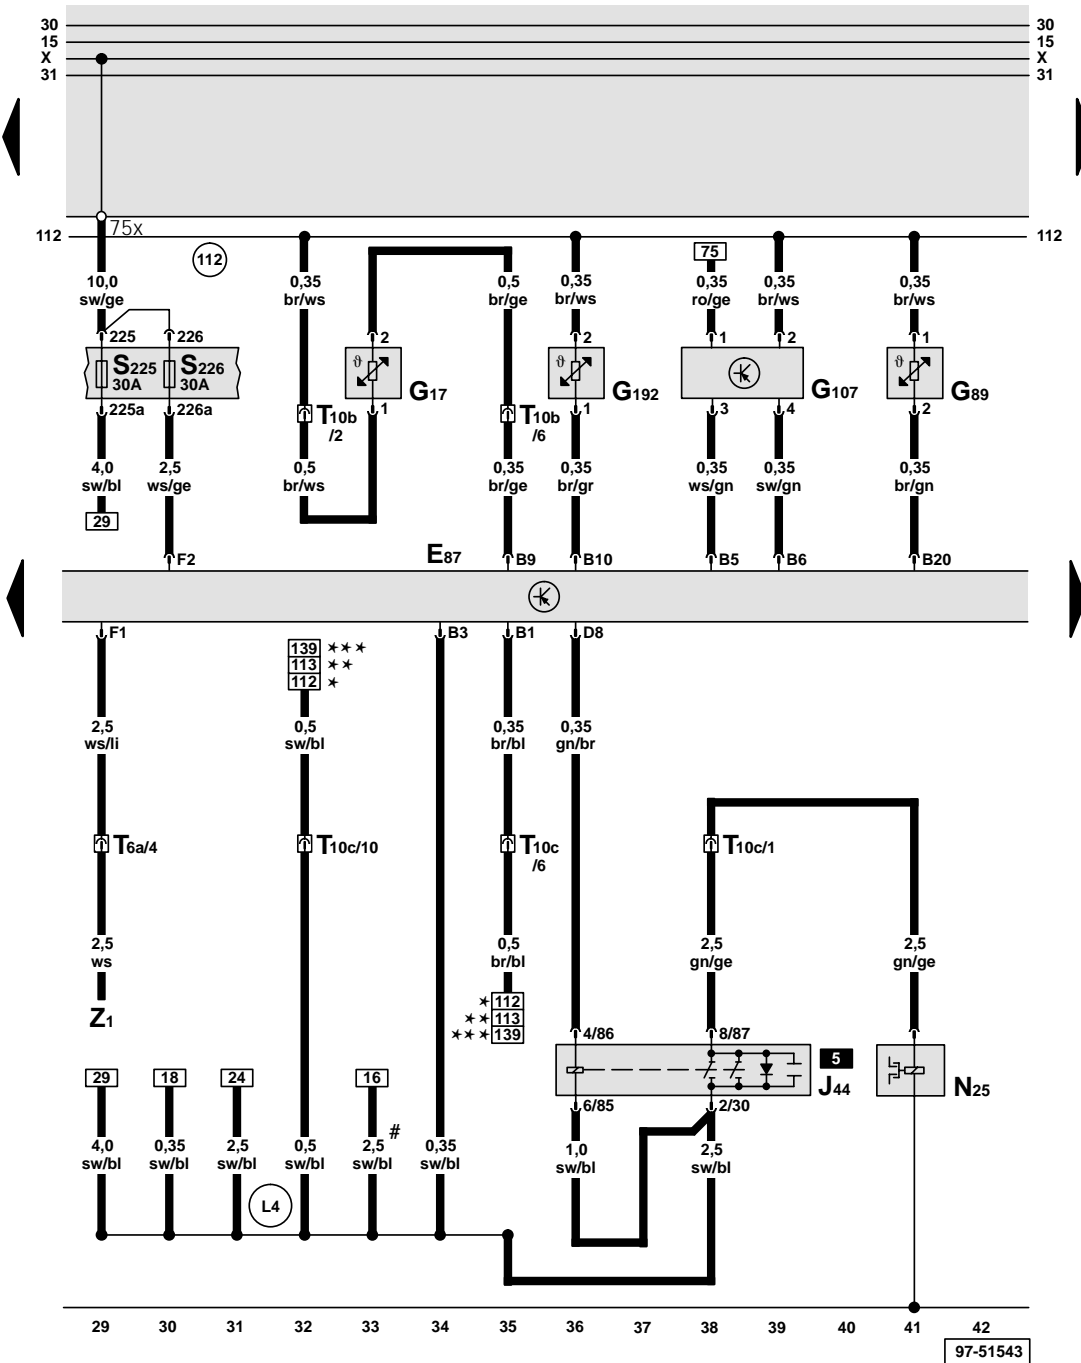 30 30
15 15
X X
31 31
75x
112 112
112
75
10,0 0,35 0,5 0,35 0,35 0,35 0,35
sw/ge br/ws br/ge br/ws ro/ge br/ws br/ws
225 226 2 2 1 2 1
S225 S226
30A 30A
G17 G192 G107 G89
225a 226a 1 1 3 4 2
T10b T10b
/2 /6
4,0 2,5 0,5 0,35 0,35 0,35 0,35 0,35
sw/bl ws/ge br/ws br/ge br/gr ws/gn sw/gn br/gn
29
E87
F2 B9 B10 B5 B6 B20
F1 B3 B1 D8
139 ★★★
113 ★★
112 ★
2,5 0,5 0,35 0,35
ws/li sw/bl br/bl gn/br
T6a/4 T10c/10 T10c T10c/1
/6
2,5 0,5 2,5 2,5
ws br/bl gn/ge gn/ge
★ 112
★★ 113
★★★ 139
Z1
4/86 8/87
5
J44 N25
6/85 2/30
29 18 24 16
#
4,0 0,35 2,5 0,5 2,5 0,35 1,0 2,5
sw/bl sw/bl sw/bl sw/bl sw/bl sw/bl sw/bl sw/bl
L4
29 30 31 32 33 34 35 36 37 38 39 40 41 42
97-51543